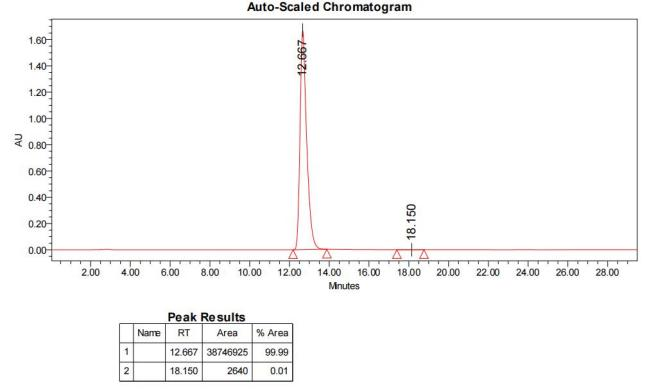 Auto-Scaled Chromatogram
12.667
18.150
AU
1.60
1.40
1.20
1.00
0.80
0.60
0.40
0.20
0.00
2.00 4.00 6.00 8.00 10.00 12.00 14.00 16.00 18.00 20.00 22.00 24.00 26.00 28.00
Minutes
Peak Results
Name RT Area % Area
1 12.667 38746925 99.99
2 18.150 2640 0.01